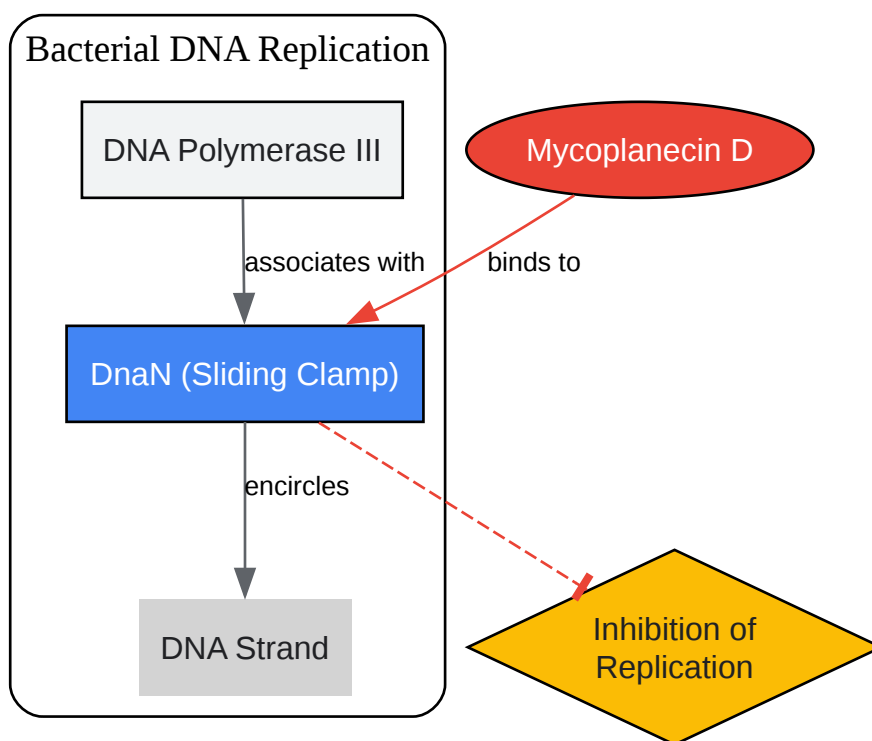 Bacterial DNA Replication
DNA Polymerase III
Mycoplanecin D
associates with
binds to
DnaN (Sliding Clamp)
encircles
DNA Strand
Inhibition of
Replication